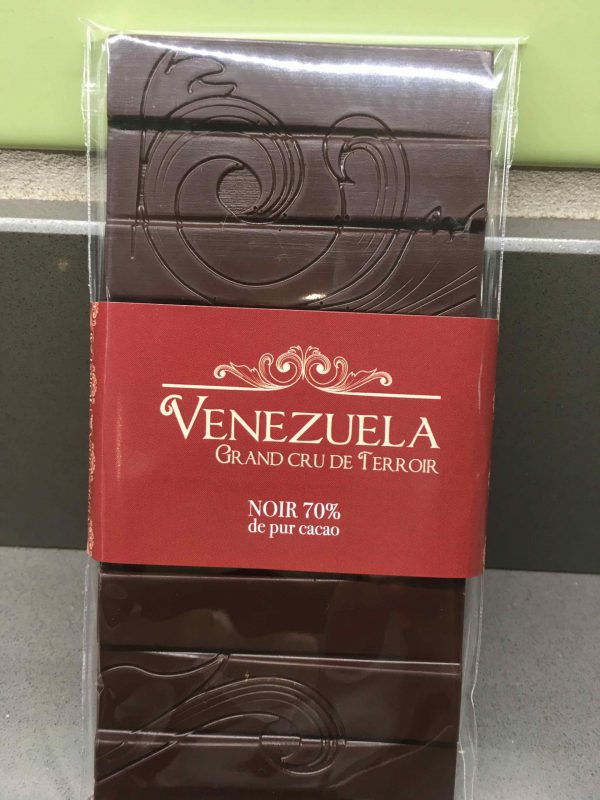 VENEZUELA
GRAND CRU DE TERROIR
NOIR 70%
de pur cacao